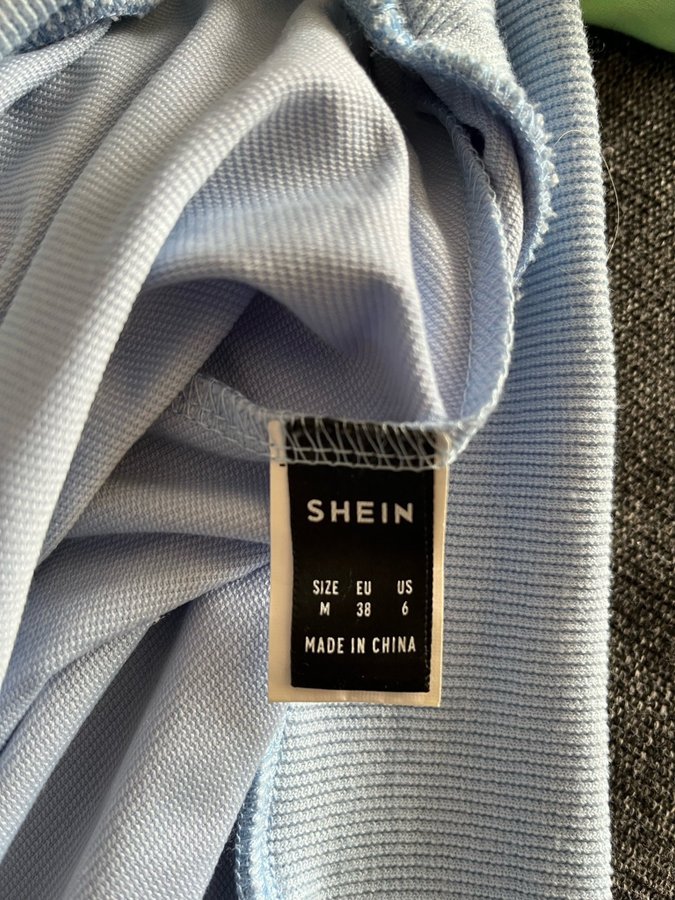 SHEIN
SIZE EU US
M 38 6
MADE IN CHINA